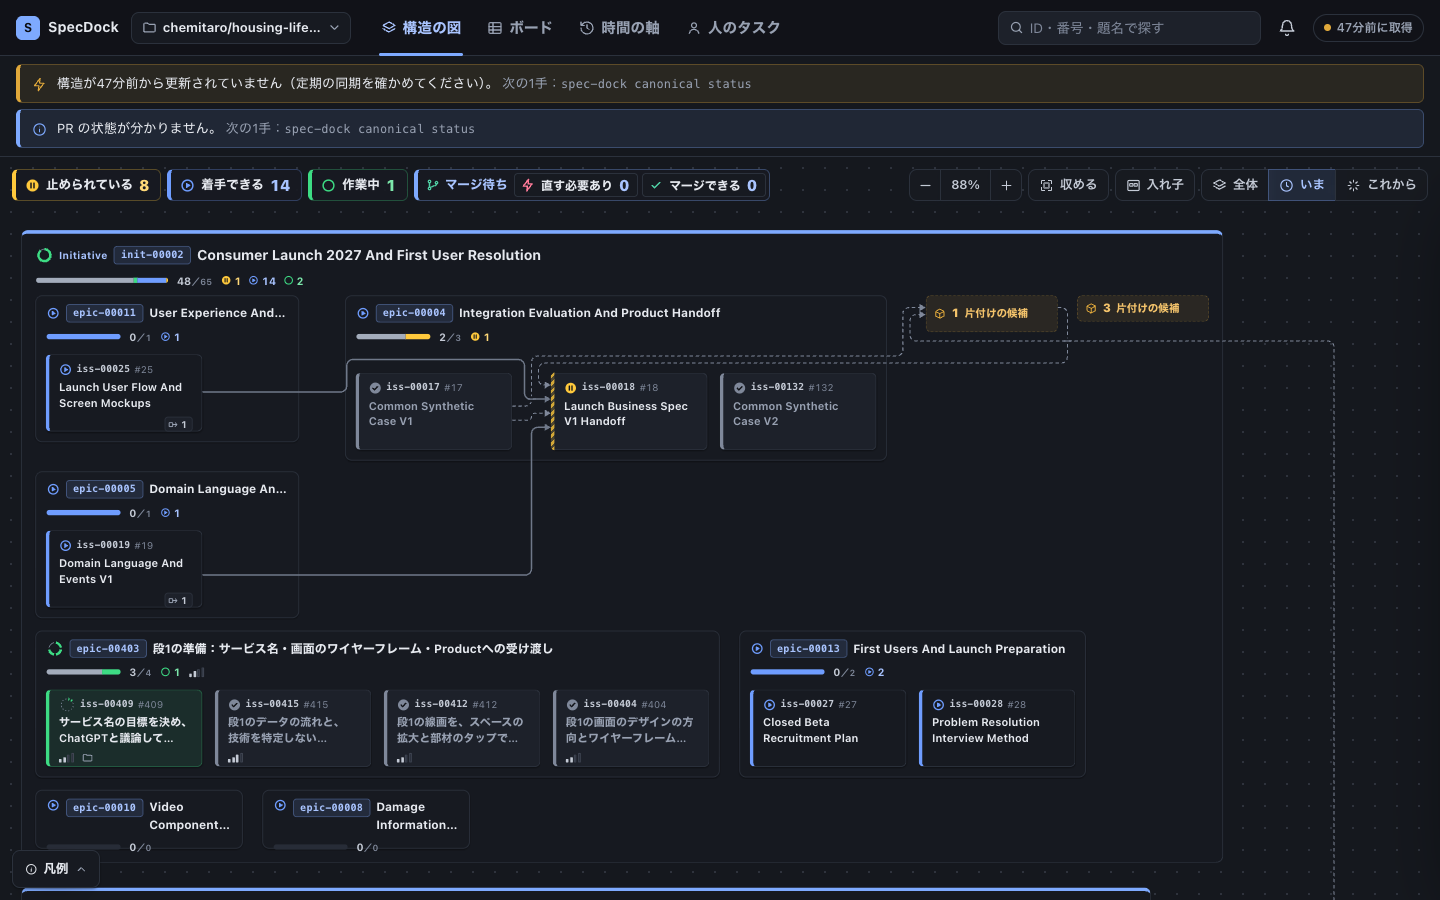 S SpecDock chemitaro/housing-life... 構造の図 ボード 時間の軸 人のタスク ID・番号・題名で探す 47分前に取得
構造が47分前から更新されていません（定期の同期を確かめてください）。 次の1手：spec-dock canonical status
PR の状態が分かりません。 次の1手：spec-dock canonical status
止められている 8 着手できる 14 作業中 1 マージ待ち 直す必要あり 0 マージできる 0 88% 収める 入れ子 全体 いま これから
Initiative init-00002 Consumer Launch 2027 And First User Resolution
48/65 1 14 2
epic-00011 User Experience And...
0/1 1
iss-00025 #25
Launch User Flow And
Screen Mockups
1
epic-00004 Integration Evaluation And Product Handoff
2/3 1
iss-00017 #17
Common Synthetic
Case V1
iss-00018 #18
Launch Business Spec
V1 Handoff
iss-00132 #132
Common Synthetic
Case V2
1 片付けの候補
3 片付けの候補
epic-00005 Domain Language An...
0/1 1
iss-00019 #19
Domain Language And
Events V1
1
epic-00403 段1の準備：サービス名・画面のワイヤーフレーム・Productへの受け渡し
3/4 1
iss-00409 #409
サービス名の目標を決め、
ChatGPTと議論して...
iss-00415 #415
段1のデータの流れと、
技術を特定しない...
iss-00412 #412
段1の線画を、スペースの
拡大と部材のタップで...
iss-00404 #404
段1の画面のデザインの方
向とワイヤーフレーム...
epic-00013 First Users And Launch Preparation
0/2 2
iss-00027 #27
Closed Beta
Recruitment Plan
iss-00028 #28
Problem Resolution
Interview Method
epic-00010 Video
Component...
0/0
epic-00008 Damage
Information...
0/0
凡例